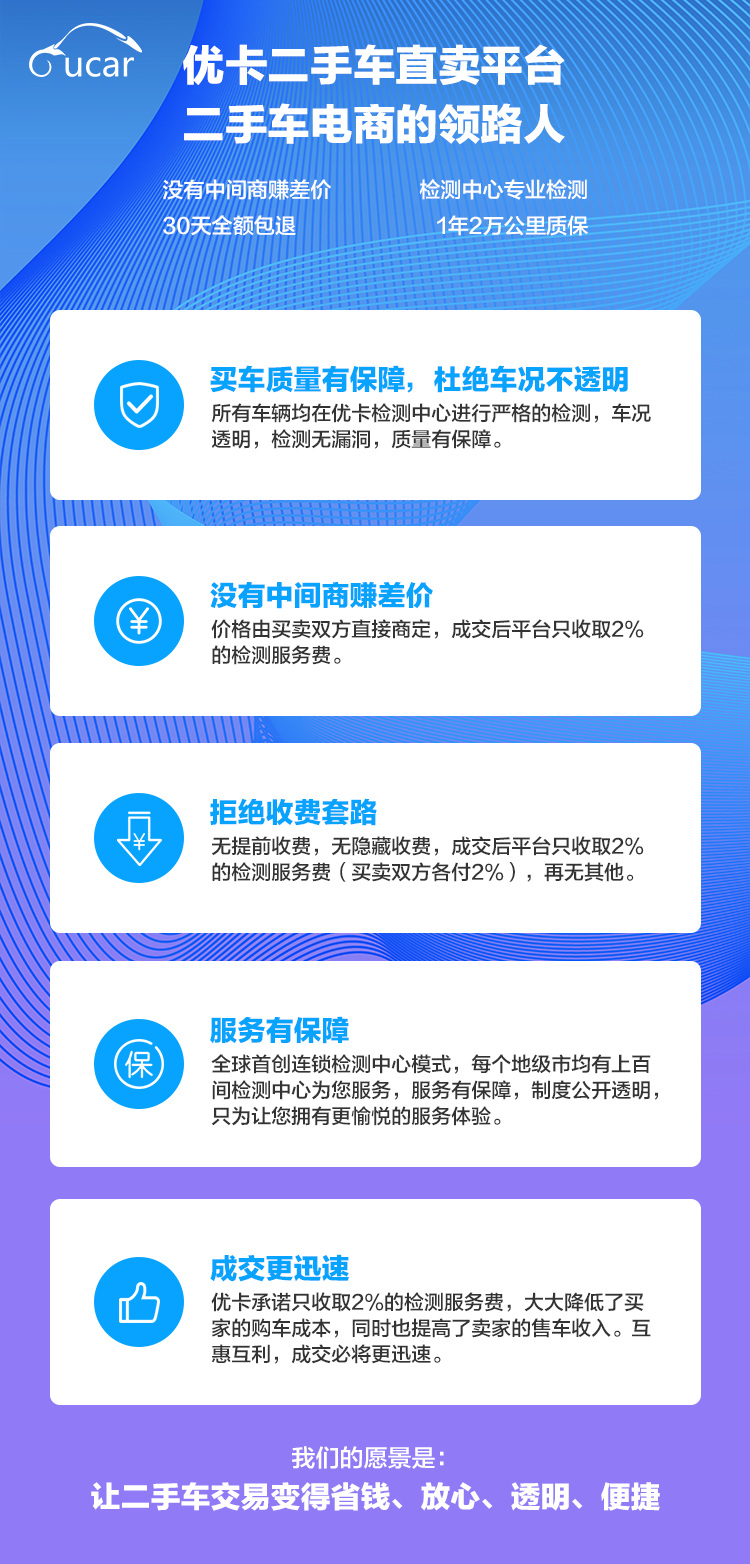 ucar
优卡二手车直卖平台
二手车电商的领路人
没有中间商赚差价 检测中心专业检测
30天全额包退 1年2万公里质保
买车质量有保障，杜绝车况不透明
所有车辆均在优卡检测中心进行严格的检测，车况
透明，检测无漏洞，质量有保障。
没有中间商赚差价
价格由买卖双方直接商定，成交后平台只收取2%
的检测服务费。
拒绝收费套路
无提前收费，无隐藏收费，成交后平台只收取2%
的检测服务费（买卖双方各付2%），再无其他。
保
服务有保障
全球首创连锁检测中心模式，每个地级市均有上百
间检测中心为您服务，服务有保障，制度公开透明，
只为让您拥有更愉悦的服务体验。
成交更迅速
优卡承诺只收取2%的检测服务费，大大降低了买
家的购车成本，同时也提高了卖家的售车收入。互
惠互利，成交必将更迅速。
我们的愿景是：
让二手车交易变得省钱、放心、透明、便捷